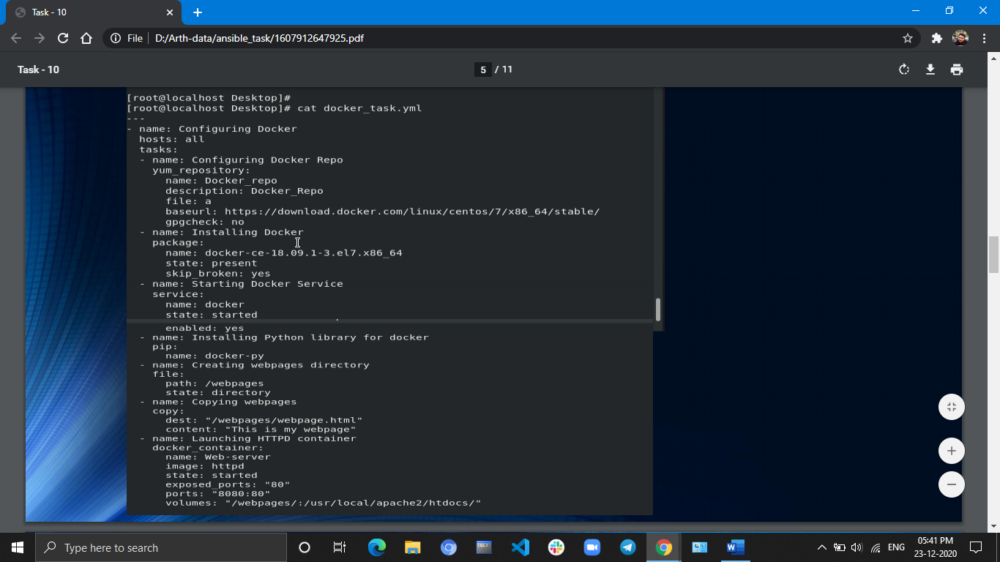 Task - 10
File
D:/Arth-data/ansible_task/1607912647925.pdf
Task - 10
5 / 11
[root@localhost Desktop]#
[root@localhost Desktop]# cat docker_task.yml
---
- name: Configuring Docker
  hosts: all
  tasks:
  - name: Configuring Docker Repo
    yum_repository:
      name: Docker_repo
      description: Docker_Repo
      file: a
      baseurl: https://download.docker.com/linux/centos/7/x86_64/stable/
      gpgcheck: no
  - name: Installing Docker
    package:
      name: docker-ce-18.09.1-3.el7.x86_64
      state: present
      skip_broken: yes
  - name: Starting Docker Service
    service:
      name: docker
      state: started
      enabled: yes
  - name: Installing Python library for docker
    pip:
      name: docker-py
  - name: Creating webpages directory
    file:
      path: /webpages
      state: directory
  - name: Copying webpages
    copy:
      dest: "/webpages/webpage.html"
      content: "This is my webpage"
  - name: Launching HTTPD container
    docker_container:
      name: Web-server
      image: httpd
      state: started
      exposed_ports: "80"
      ports: "8080:80"
      volumes: "/webpages/:/usr/local/apache2/htdocs/"
Type here to search
ENG
05:41 PM
23-12-2020